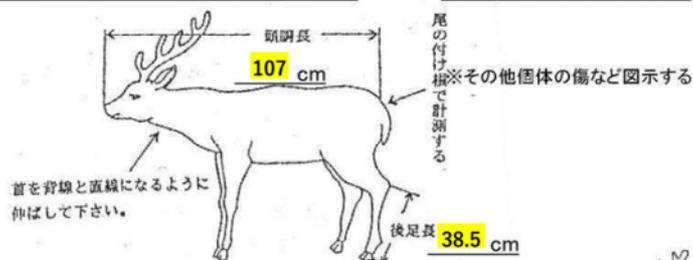 頭胴長
107 cm
尾の付け根で計測する
※その他個体の傷など図示する
首を背線と直線になるように
伸ばして下さい。
後足長 38.5 cm